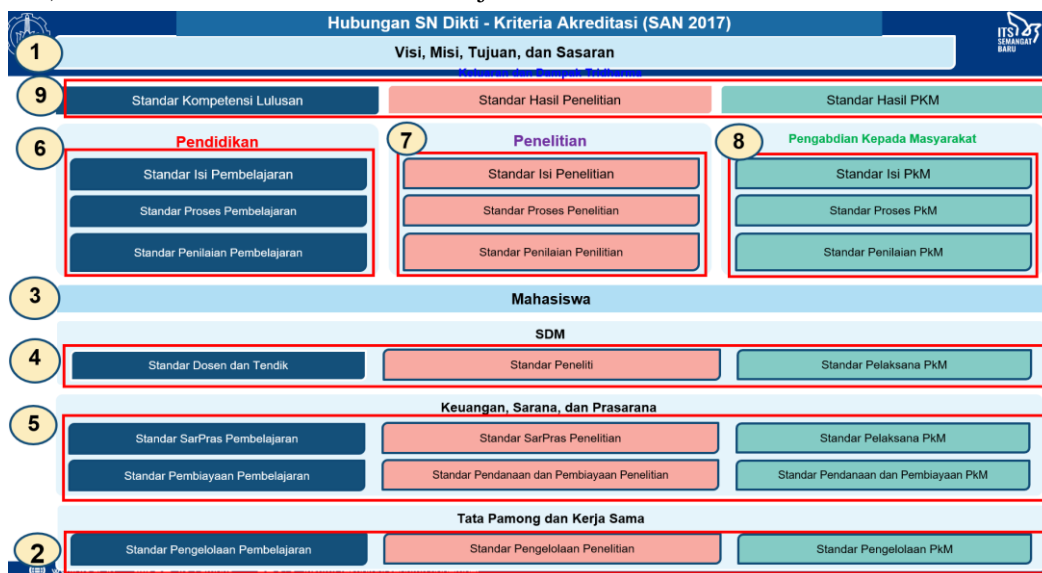 Hubungan SN Dikti - Kriteria Akreditasi (SAN 2017)
ITS
SEMANGAT
BARU
1
Visi, Misi, Tujuan, dan Sasaran
Keluaran dan Dampak Tridharma
9
Standar Kompetensi Lulusan
Standar Hasil Penelitian
Standar Hasil PKM
6
Pendidikan
Standar Isi Pembelajaran
Standar Proses Pembelajaran
Standar Penilaian Pembelajaran
7
Penelitian
Standar Isi Penelitian
Standar Proses Penelitian
Standar Penilaian Penilitian
8
Pengabdian Kepada Masyarakat
Standar Isi PkM
Standar Proses PkM
Standar Penilaian PkM
3
Mahasiswa
SDM
4
Standar Dosen dan Tendik
Standar Peneliti
Standar Pelaksana PkM
Keuangan, Sarana, dan Prasarana
5
Standar SarPras Pembelajaran
Standar SarPras Penelitian
Standar Pelaksana PkM
Standar Pembiayaan Pembelajaran
Standar Pendanaan dan Pembiayaan Penelitian
Standar Pendanaan dan Pembiayaan PkM
Tata Pamong dan Kerja Sama
2
Standar Pengelolaan Pembelajaran
Standar Pengelolaan Penelitian
Standar Pengelolaan PkM